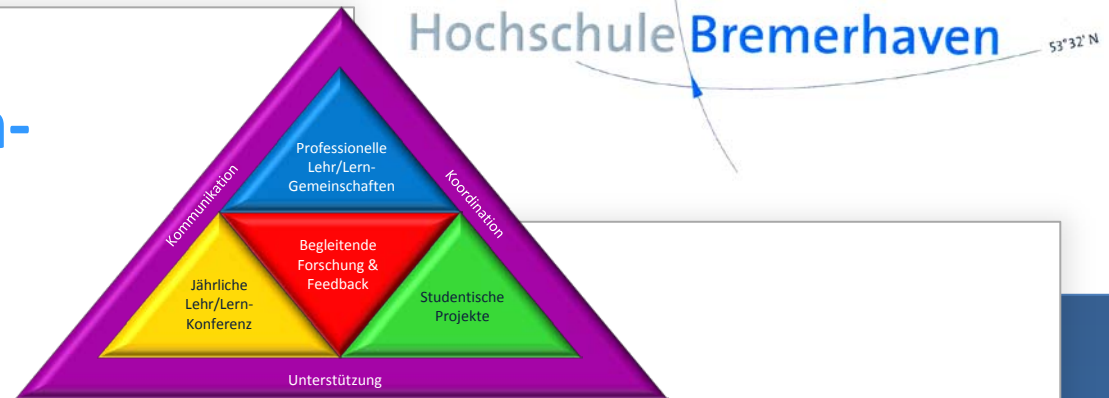 Hochschule Bremerhaven
53°32' N
Professionelle
Lehr/Lern-
Gemeinschaften
Kommunikation
Koordination
Begleitende
Forschung &
Feedback
Jährliche
Lehr/Lern-
Konferenz
Studentische
Projekte
Unterstützung